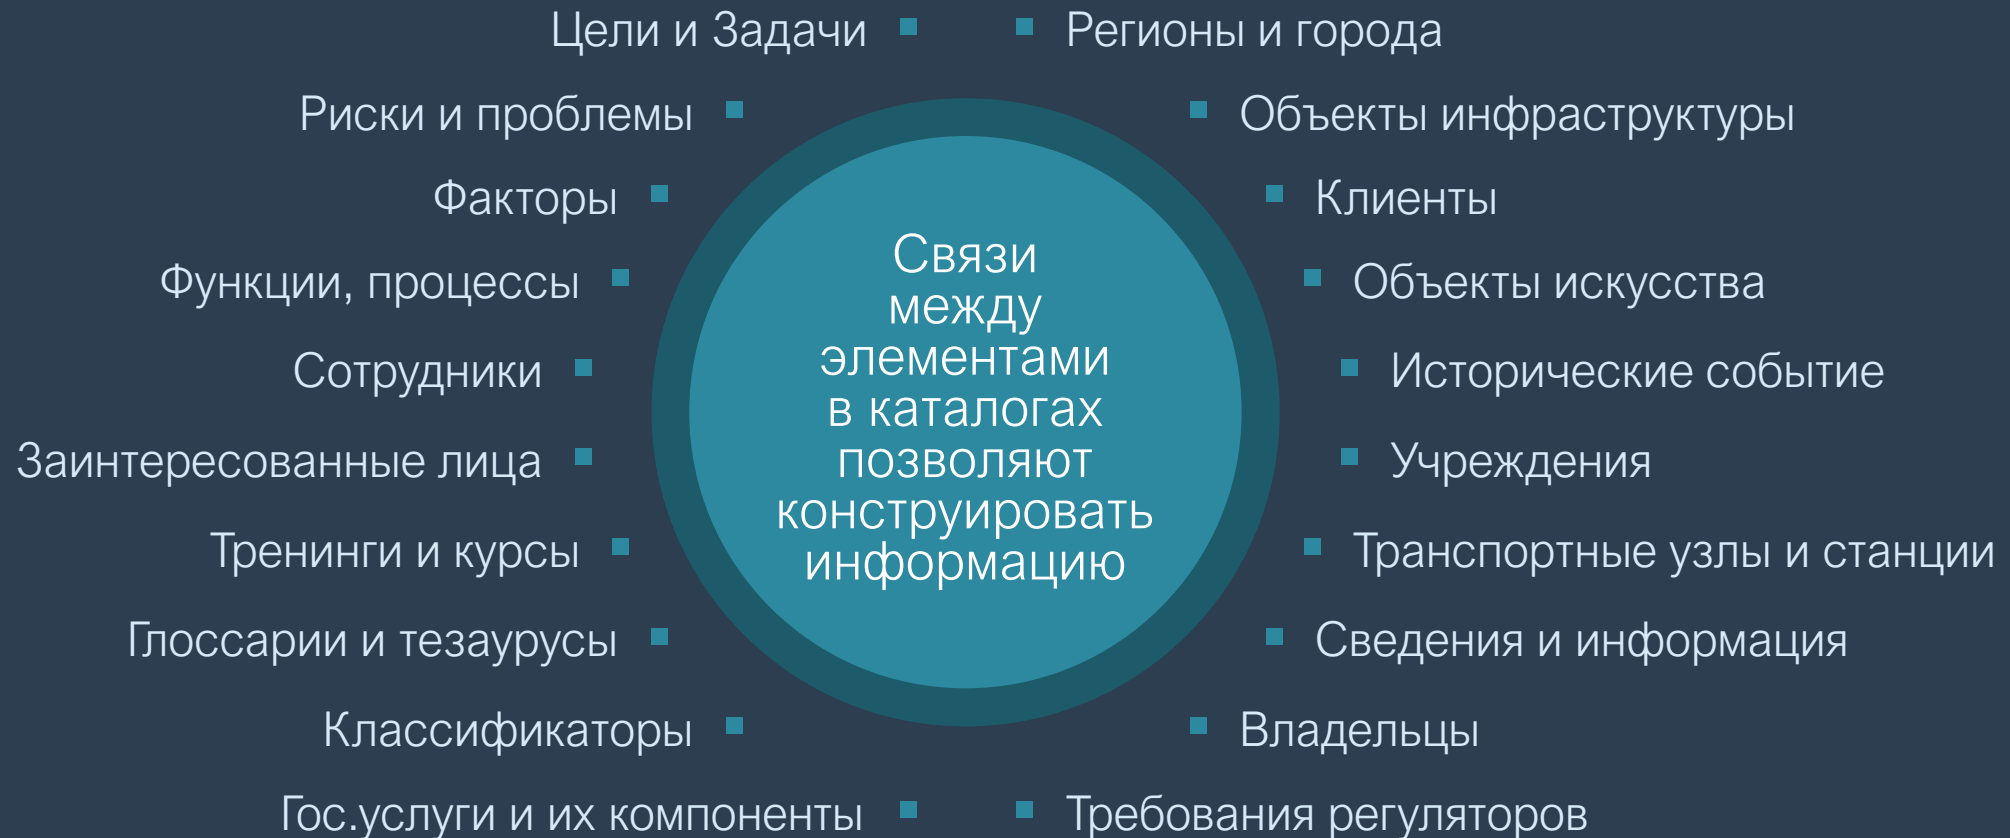 Цели и Задачи
Риски и проблемы
Факторы
Функции, процессы
Сотрудники
Заинтересованные лица
Тренинги и курсы
Глоссарии и тезаурусы
Классификаторы
Гос.услуги и их компоненты
Связи
между
элементами
в каталогах
позволяют
конструировать
информацию
Регионы и города
Объекты инфраструктуры
Клиенты
Объекты искусства
Исторические событие
Учреждения
Транспортные узлы и станции
Сведения и информация
Владельцы
Требования регуляторов